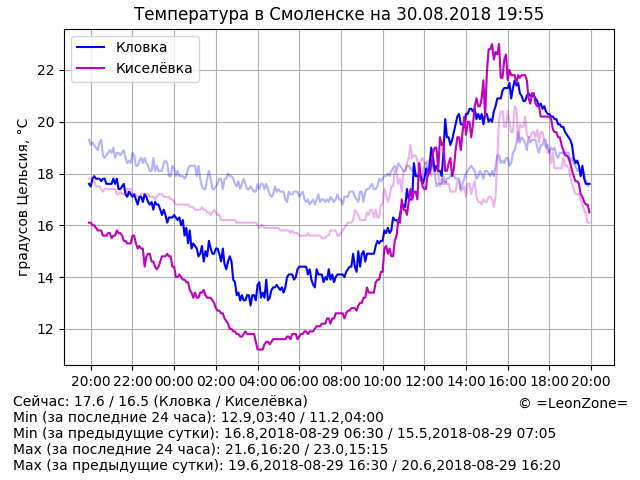 Температура в Смоленске на 30.08.2018 19:55
Кловка
Киселёвка
градусов Цельсия, °C
22
20
18
16
14
12
20:00 22:00 00:00 02:00 04:00 06:00 08:00 10:00 12:00 14:00 16:00 18:00 20:00
Сейчас: 17.6 / 16.5 (Кловка / Киселёвка)
© =LeonZone=
Min (за последние 24 часа): 12.9,03:40 / 11.2,04:00
Min (за предыдущие сутки): 16.8,2018-08-29 06:30 / 15.5,2018-08-29 07:05
Max (за последние 24 часа): 21.6,16:20 / 23.0,15:15
Max (за предыдущие сутки): 19.6,2018-08-29 16:30 / 20.6,2018-08-29 16:20